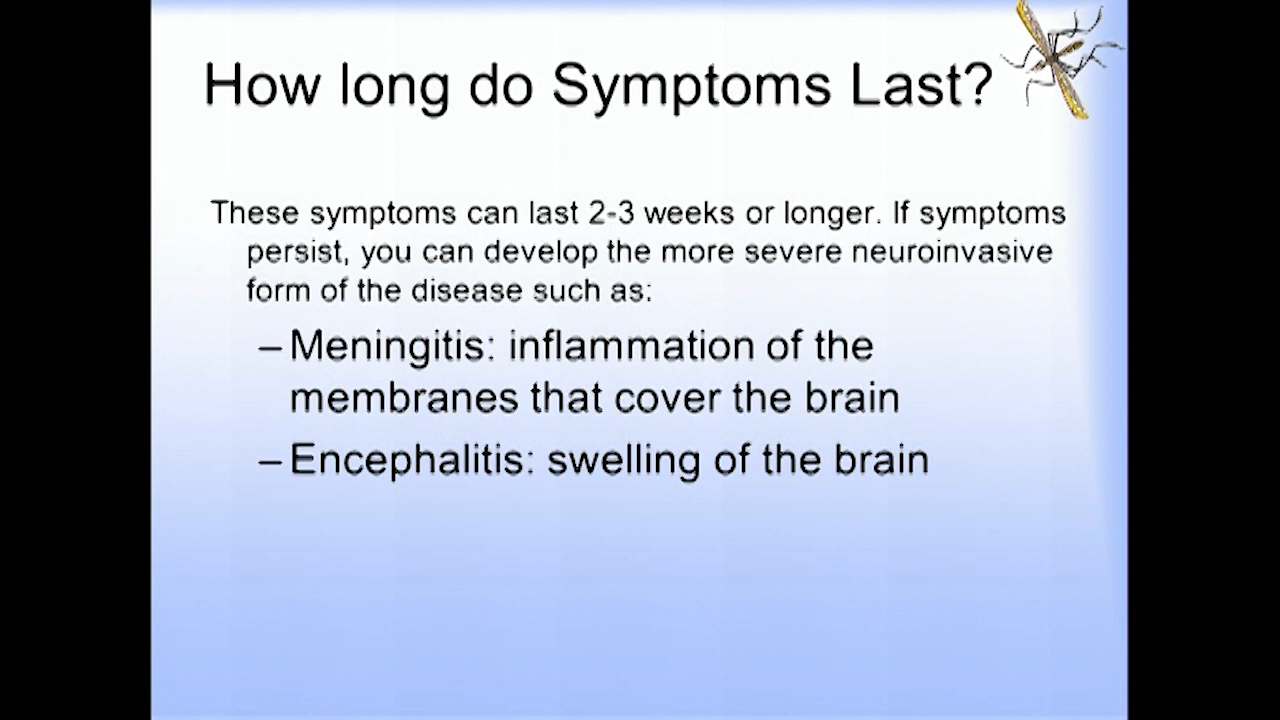 How long do Symptoms Last?
These symptoms can last 2-3 weeks or longer. If symptoms
persist, you can develop the more severe neuroinvasive
form of the disease such as:
– Meningitis: inflammation of the
membranes that cover the brain
– Encephalitis: swelling of the brain